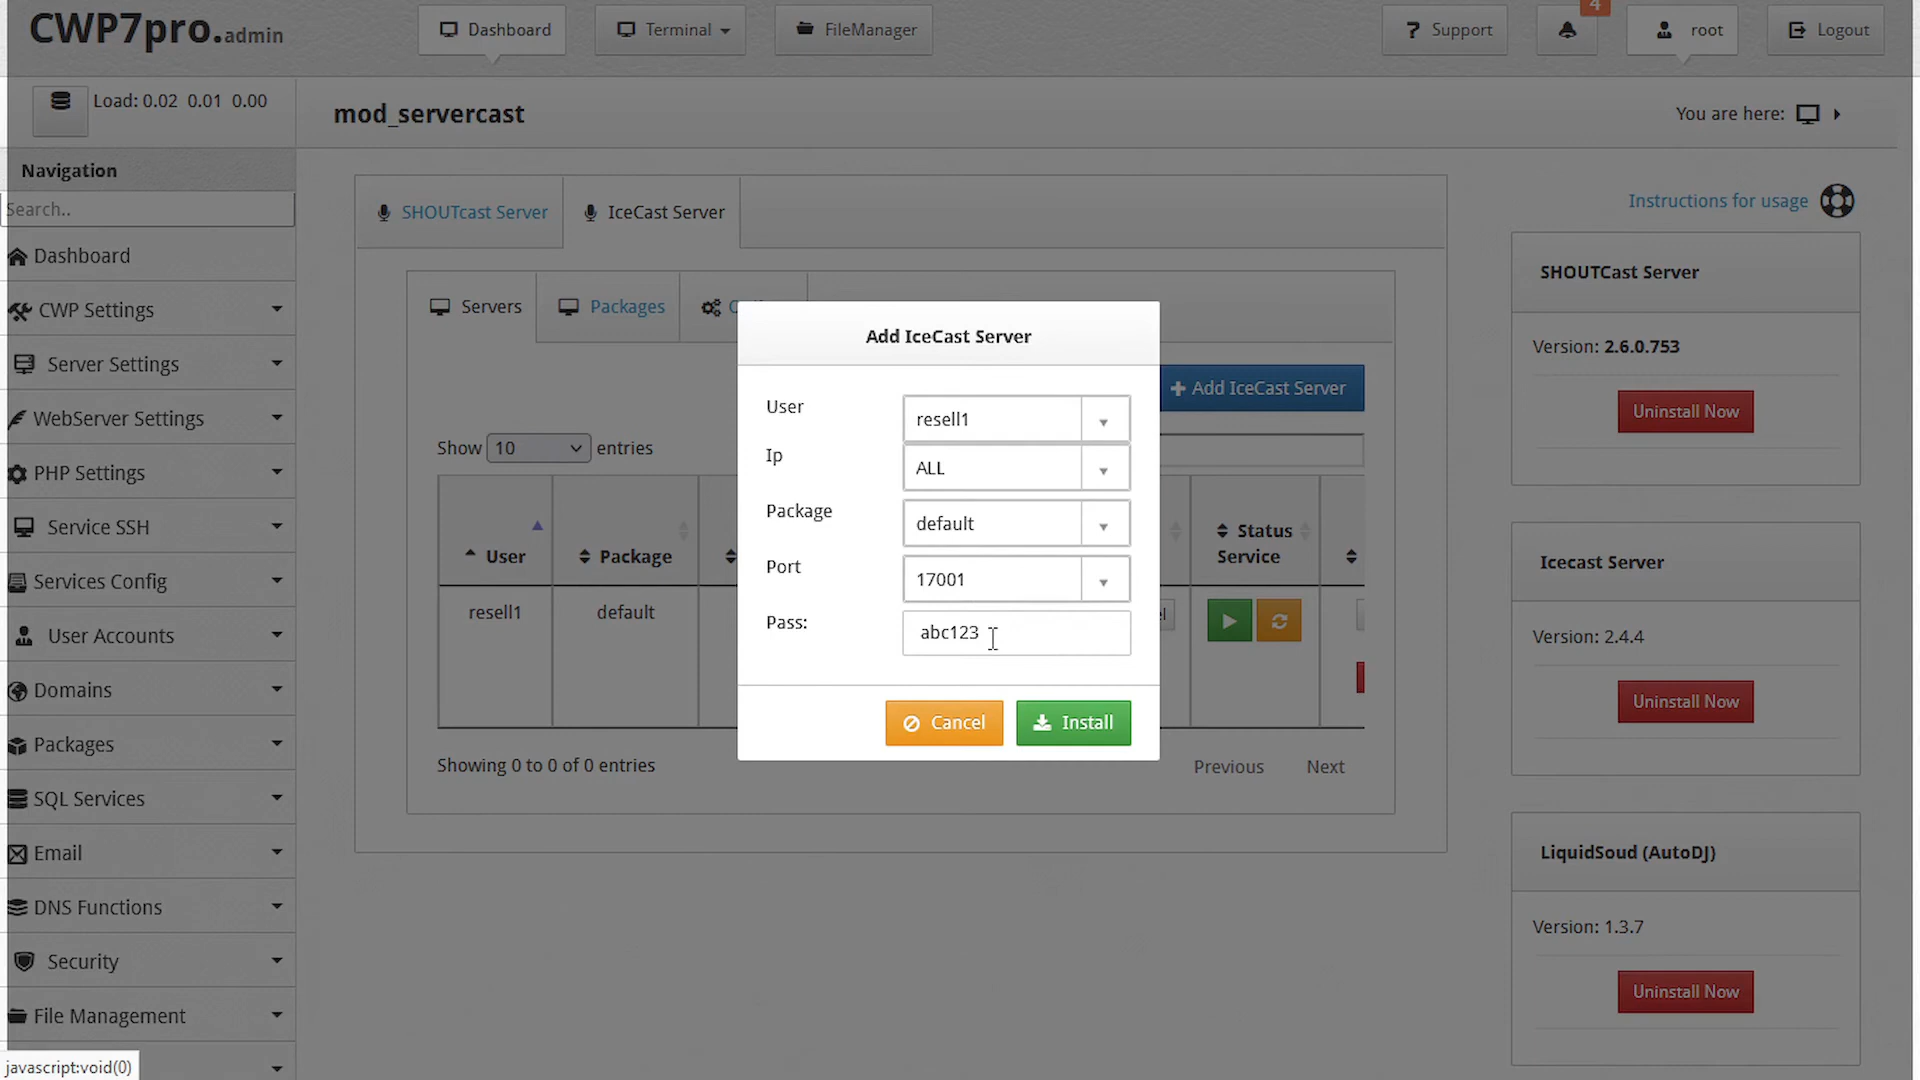 CWP7pro.admin
Dashboard
Terminal
FileManager
Support
4
root
Logout
Load: 0.02 0.01 0.00
mod_servercast
You are here:
Navigation
Search..
Dashboard
CWP Settings
Server Settings
WebServer Settings
PHP Settings
Service SSH
Services Config
User Accounts
Domains
Packages
SQL Services
Email
DNS Functions
Security
File Management
javascript:void(0)
SHOUTcast Server
IceCast Server
Servers
Packages
Add IceCast Server
Show 10 entries
User
Package
Status Service
resell1
default
Showing 0 to 0 of 0 entries
Previous
Next
Add IceCast Server
User
resell1
Ip
ALL
Package
default
Port
17001
Pass:
abc123
Cancel
Install
Instructions for usage
SHOUTCast Server
Version: 2.6.0.753
Uninstall Now
Icecast Server
Version: 2.4.4
Uninstall Now
LiquidSoud (AutoDJ)
Version: 1.3.7
Uninstall Now